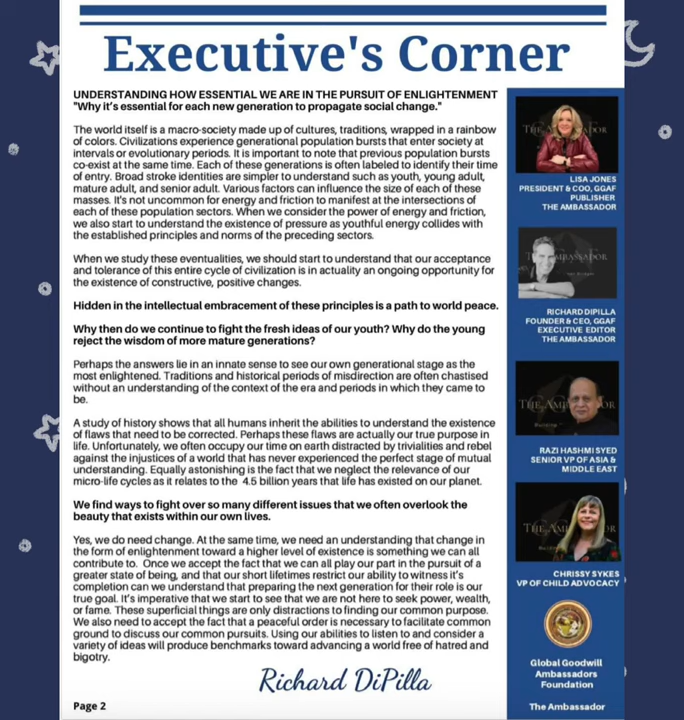 Executive's Corner
UNDERSTANDING HOW ESSENTIAL WE ARE IN THE PURSUIT OF ENLIGHTENMENT
"Why it's essential for each new generation to propagate social change."
The world itself is a macro-society made up of cultures, traditions, wrapped in a rainbow
of colors. Civilizations experience generational population bursts that enter society at
intervals or evolutionary periods. It is important to note that previous population bursts
co-exist at the same time. Each of these generations is often labeled to identify their time
of entry. Broad stroke identities are simpler to understand such as youth, young adult,
mature adult, and senior adult. Various factors can influence the size of each of these
masses. It's not uncommon for energy and friction to manifest at the intersections of
each of these population sectors. When we consider the power of energy and friction,
we also start to understand the existence of pressure as youthful energy collides with
the established principles and norms of the preceding sectors.
When we study these eventualities, we should start to understand that our acceptance
and tolerance of this entire cycle of civilization is in actuality an ongoing opportunity for
the existence of constructive, positive changes.
Hidden in the intellectual embracement of these principles is a path to world peace.
Why then do we continue to fight the fresh ideas of our youth? Why do the young
reject the wisdom of more mature generations?
Perhaps the answers lie in an innate sense to see our own generational stage as the
most enlightened. Traditions and historical periods of misdirection are often chastised
without an understanding of the context of the era and periods in which they came to
be.
A study of history shows that all humans inherit the abilities to understand the existence
of flaws that need to be corrected. Perhaps these flaws are actually our true purpose in
life. Unfortunately, we often occupy our time on earth distracted by trivialities and rebel
against the injustices of a world that has never experienced the perfect stage of mutual
understanding. Equally astonishing is the fact that we neglect the relevance of our
micro-life cycles as it relates to the 4.5 billion years that life has existed on our planet.
We find ways to fight over so many different issues that we often overlook the
beauty that exists within our own lives.
Yes, we do need change. At the same time, we need an understanding that change in
the form of enlightenment toward a higher level of existence is something we can all
contribute to. Once we accept the fact that we can all play our part in the pursuit of a
greater state of being, and that our short lifetimes restrict our ability to witness it's
completion can we understand that preparing the next generation for their role is our
true goal. It's imperative that we start to see that we are not here to seek power, wealth,
or fame. These superficial things are only distractions to finding our common purpose.
We also need to accept the fact that a peaceful order is necessary to facilitate common
ground to discuss our common pursuits. Using our abilities to listen to and consider a
variety of ideas will produce benchmarks toward advancing a world free of hatred and
bigotry.
Richard DiPilla
Page 2
LISA JONES
PRESIDENT & COO, GGAF
PUBLISHER
THE AMBASSADOR
RICHARD DIPILLA
FOUNDER & CEO, GGAF
EXECUTIVE EDITOR
THE AMBASSADOR
RAZI HASHMI SYED
SENIOR VP OF ASIA &
MIDDLE EAST
CHRISSY SYKES
VP OF CHILD ADVOCACY
Global Goodwill
Ambassadors
Foundation
The Ambassador